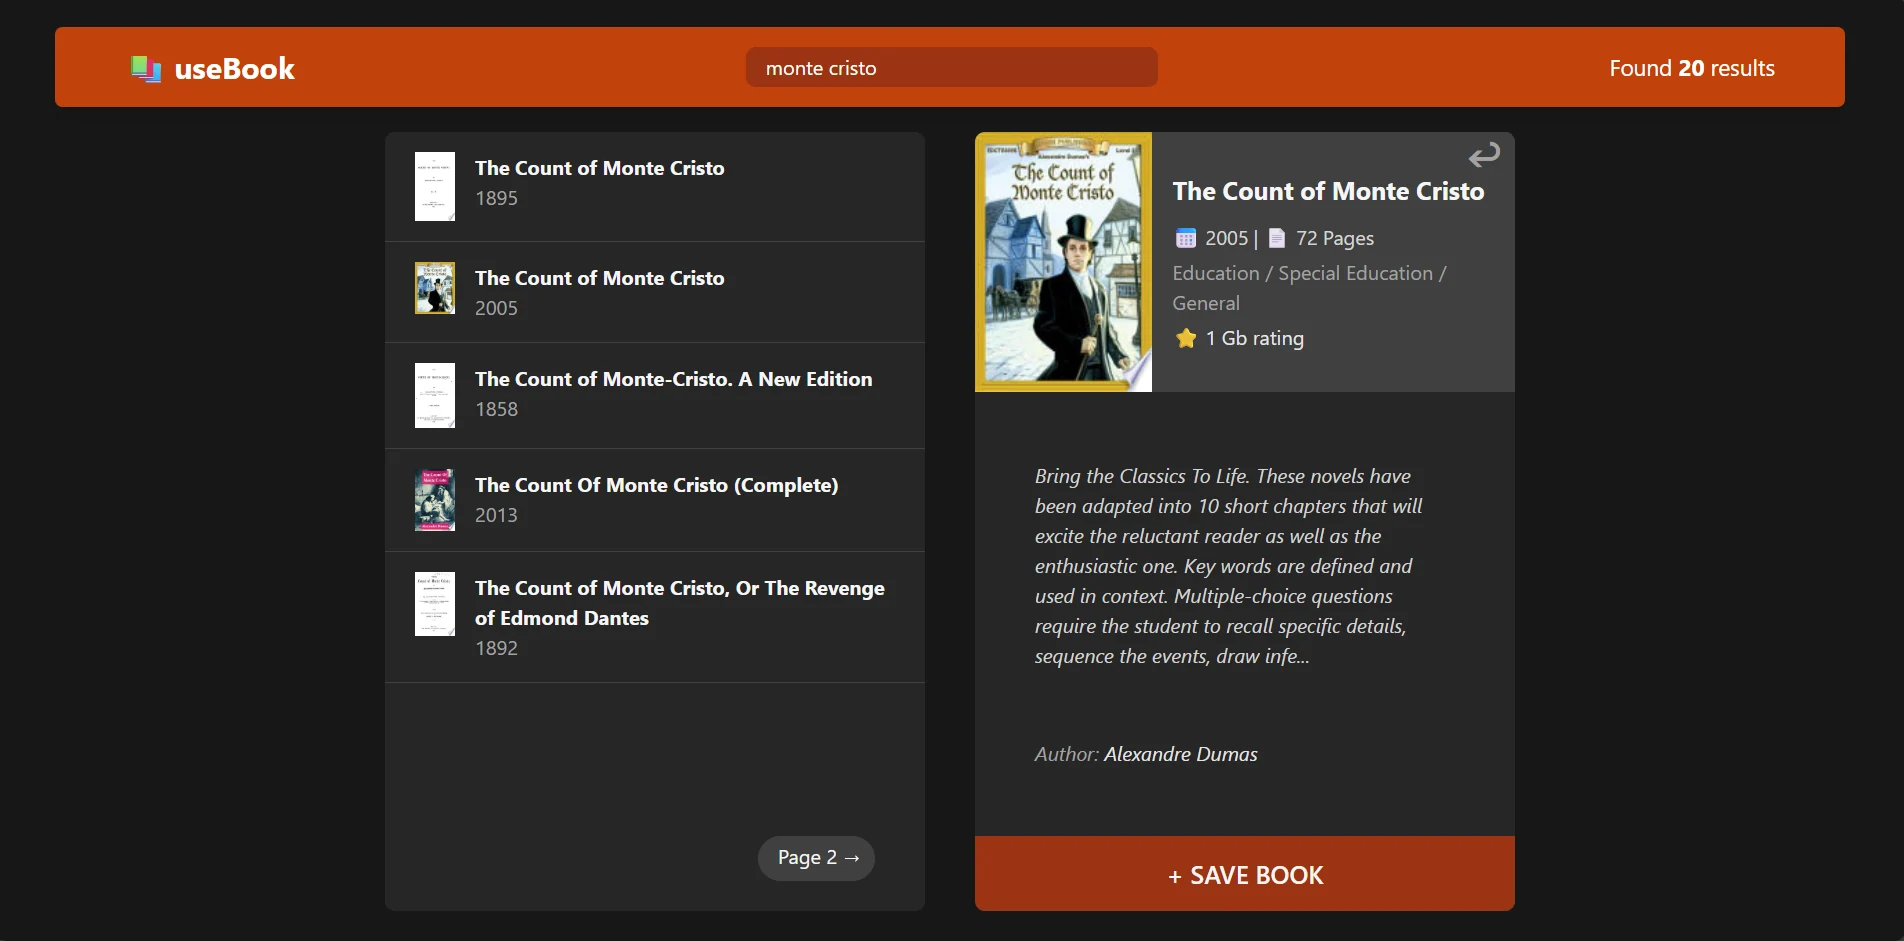 useBook
monte cristo
Found 20 results
The Count of Monte Cristo
1895
The Count of Monte Cristo
2005
The Count of Monte-Cristo. A New Edition
1858
The Count Of Monte Cristo (Complete)
2013
The Count of Monte Cristo, Or The Revenge
of Edmond Dantes
1892
Page 2 →
Alexandre Dumas's
The Count of
Monte Cristo
↩
The Count of Monte Cristo
2005 | 72 Pages
Education / Special Education /
General
1 Gb rating
Bring the Classics To Life. These novels have
been adapted into 10 short chapters that will
excite the reluctant reader as well as the
enthusiastic one. Key words are defined and
used in context. Multiple-choice questions
require the student to recall specific details,
sequence the events, draw infe...
Author: Alexandre Dumas
+ SAVE BOOK